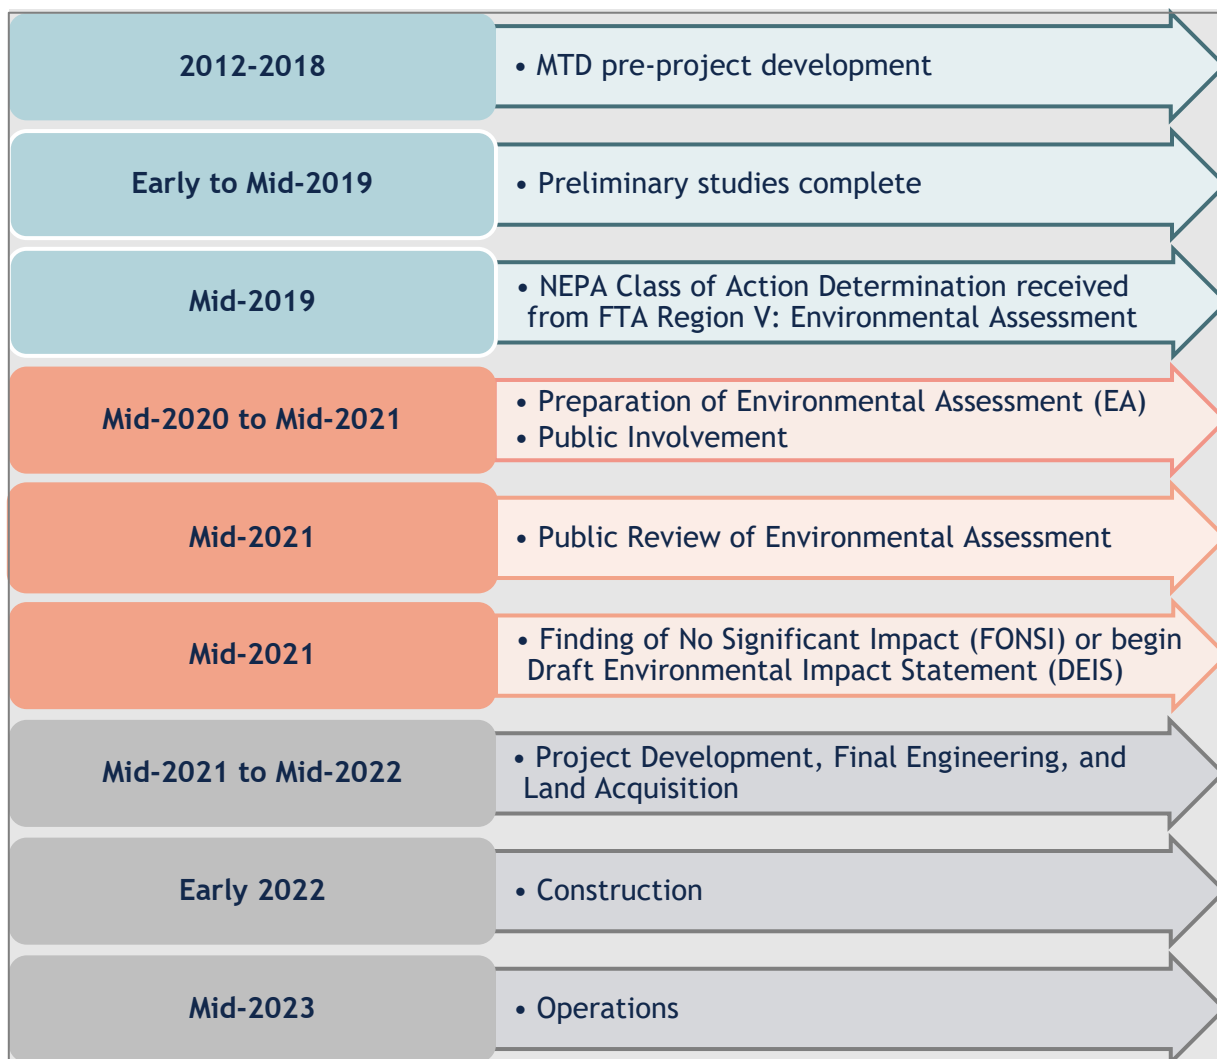 2012-2018
• MTD pre-project development
Early to Mid-2019
• Preliminary studies complete
Mid-2019
• NEPA Class of Action Determination received
from FTA Region V: Environmental Assessment
Mid-2020 to Mid-2021
• Preparation of Environmental Assessment (EA)
• Public Involvement
Mid-2021
• Public Review of Environmental Assessment
Mid-2021
• Finding of No Significant Impact (FONSI) or begin
Draft Environmental Impact Statement (DEIS)
Mid-2021 to Mid-2022
• Project Development, Final Engineering, and
Land Acquisition
Early 2022
• Construction
Mid-2023
• Operations